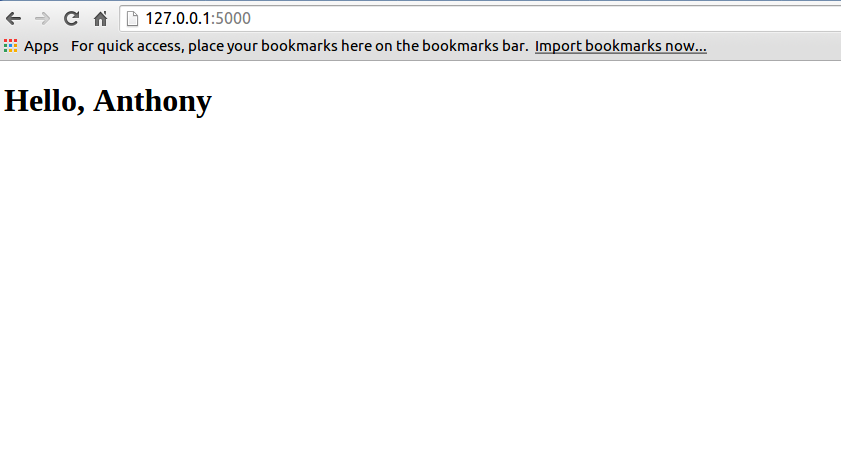 127.0.0.1:5000
Apps For quick access, place your bookmarks here on the bookmarks bar. Import bookmarks now...
Hello, Anthony